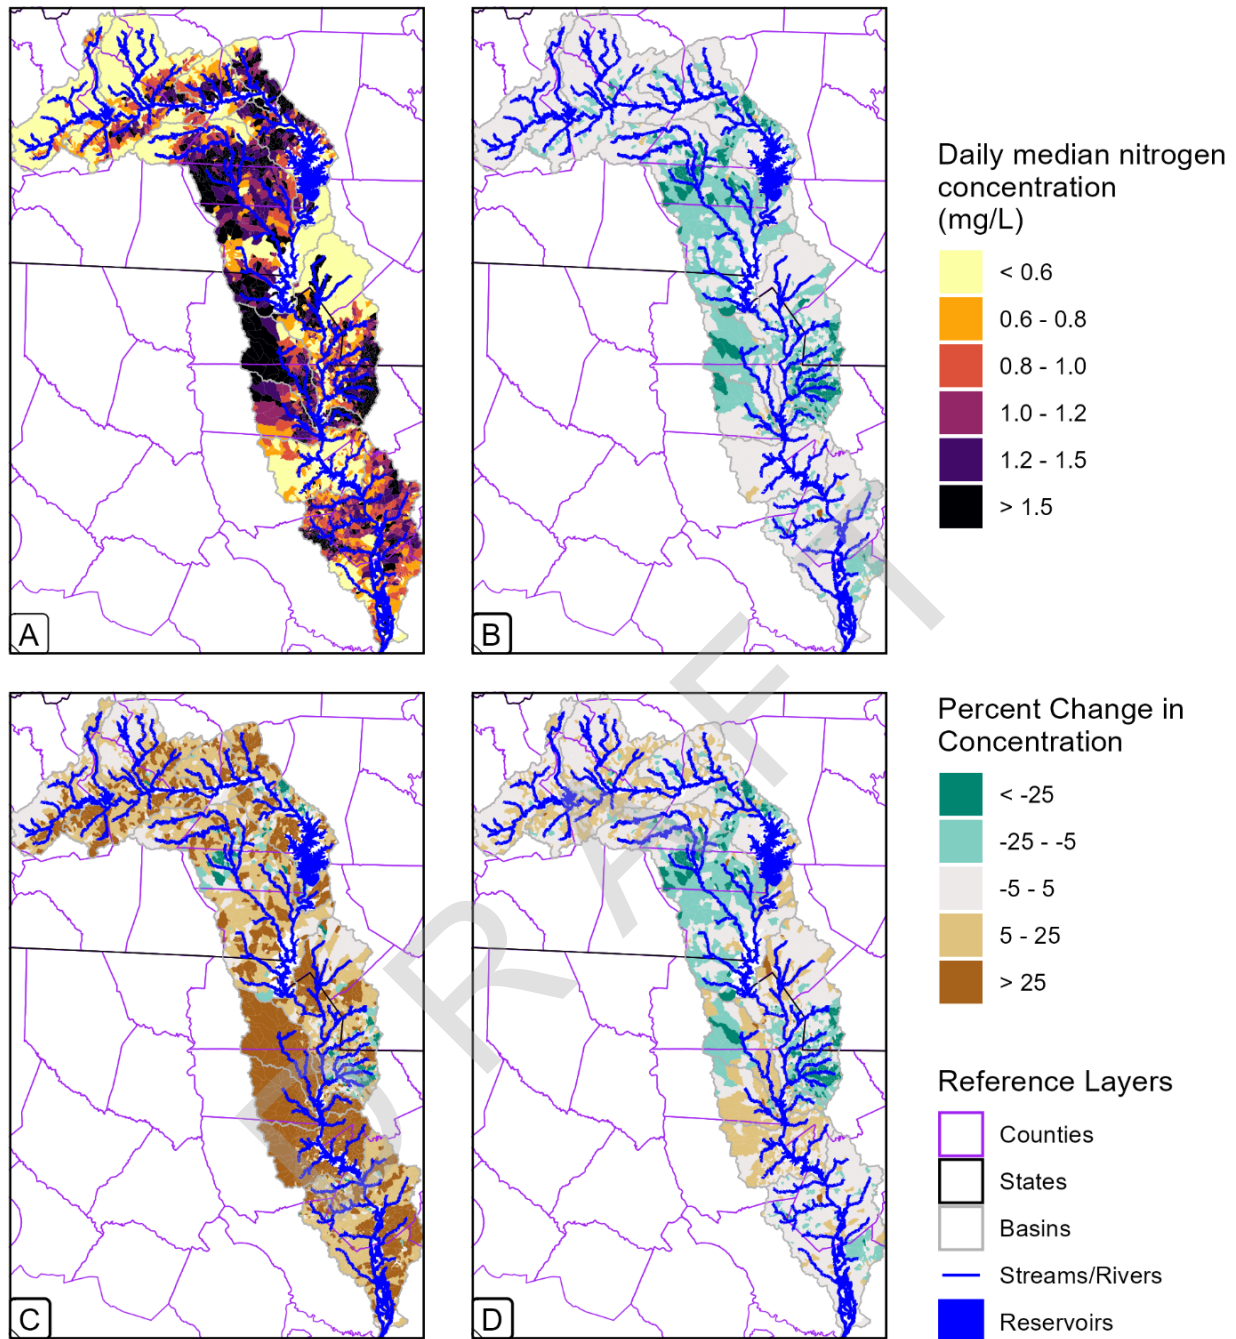 A
B
Daily median nitrogen
concentration
(mg/L)
< 0.6
0.6 - 0.8
0.8 - 1.0
1.0 - 1.2
1.2 - 1.5
> 1.5
C
D
Percent Change in
Concentration
< -25
-25 - -5
-5 - 5
5 - 25
> 25
Reference Layers
Counties
States
Basins
Streams/Rivers
Reservoirs
DRAFT